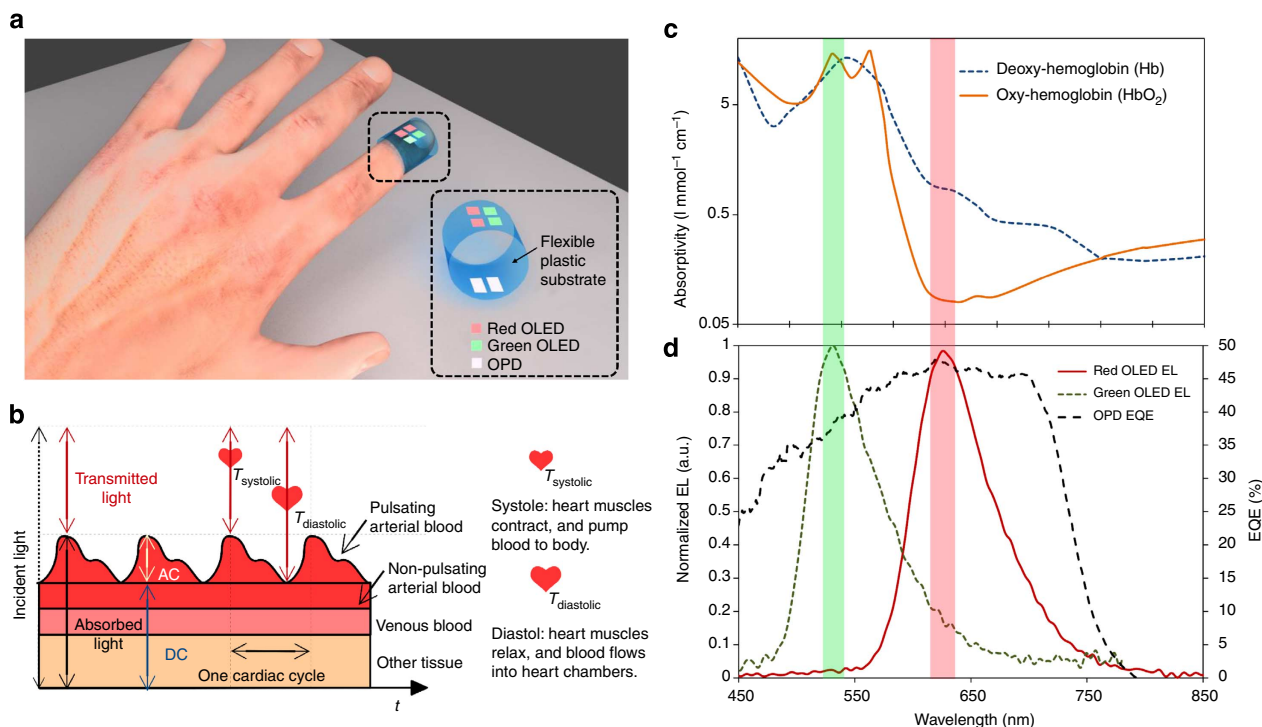 a
Flexible
plastic
substrate
Red OLED
Green OLED
OPD
b
Incident light
Transmitted
light
Tsystolic
Tdiastolic
Pulsating
arterial blood
AC
Non-pulsating
arterial blood
Absorbed
light
Venous blood
DC
Other tissue
One cardiac cycle
t
Tsystolic
Systole: heart muscles
contract, and pump
blood to body.
Tdiastolic
Diastol: heart muscles
relax, and blood flows
into heart chambers.
c
Absorptivity (l mmol⁻¹ cm⁻¹)
5
0.5
0.05
Deoxy-hemoglobin (Hb)
Oxy-hemoglobin (HbO₂)
d
Normalized EL (a.u.)
1
0.9
0.8
0.7
0.6
0.5
0.4
0.3
0.2
0.1
0
Red OLED EL
Green OLED EL
OPD EQE
50
45
40
35
30
25
20
15
10
5
0
EQE (%)
450 550 650 750 850
Wavelength (nm)